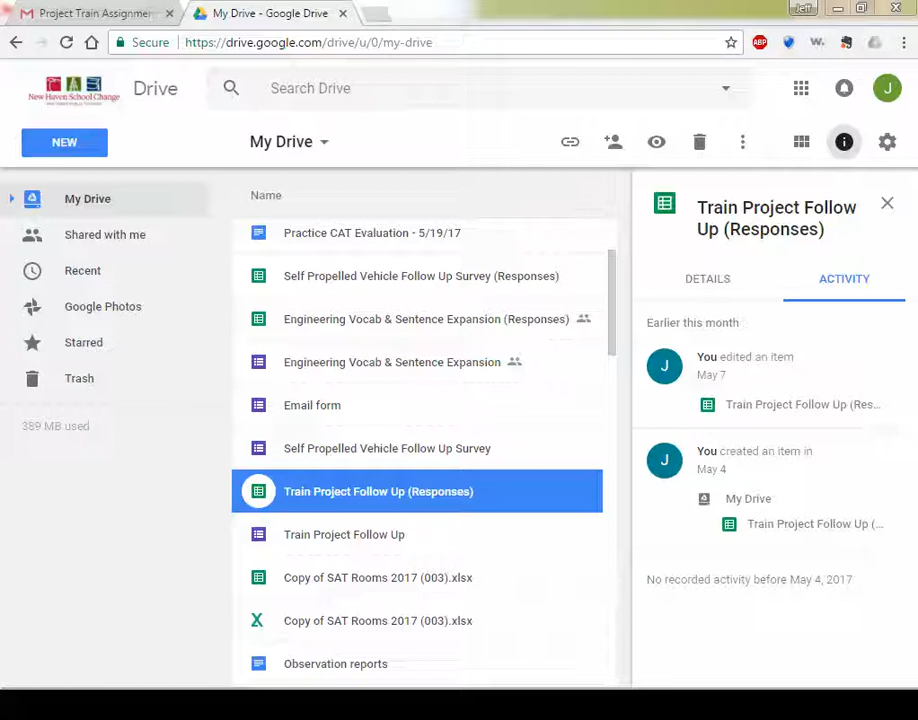 Project Train Assignmen
My Drive - Google Drive
Jeff
Secure
https://drive.google.com/drive/u/0/my-drive
ABP
W.
New Haven School Change
Drive
Search Drive
J
NEW
My Drive
My Drive
Shared with me
Recent
Google Photos
Starred
Trash
389 MB used
Name
Practice CAT Evaluation - 5/19/17
Self Propelled Vehicle Follow Up Survey (Responses)
Engineering Vocab & Sentence Expansion (Responses)
Engineering Vocab & Sentence Expansion
Email form
Self Propelled Vehicle Follow Up Survey
Train Project Follow Up (Responses)
Train Project Follow Up
Copy of SAT Rooms 2017 (003).xlsx
Copy of SAT Rooms 2017 (003).xlsx
Observation reports
Train Project Follow
Up (Responses)
DETAILS
ACTIVITY
Earlier this month
J
You edited an item
May 7
Train Project Follow Up (Res...
J
You created an item in
May 4
My Drive
Train Project Follow Up (...
No recorded activity before May 4, 2017